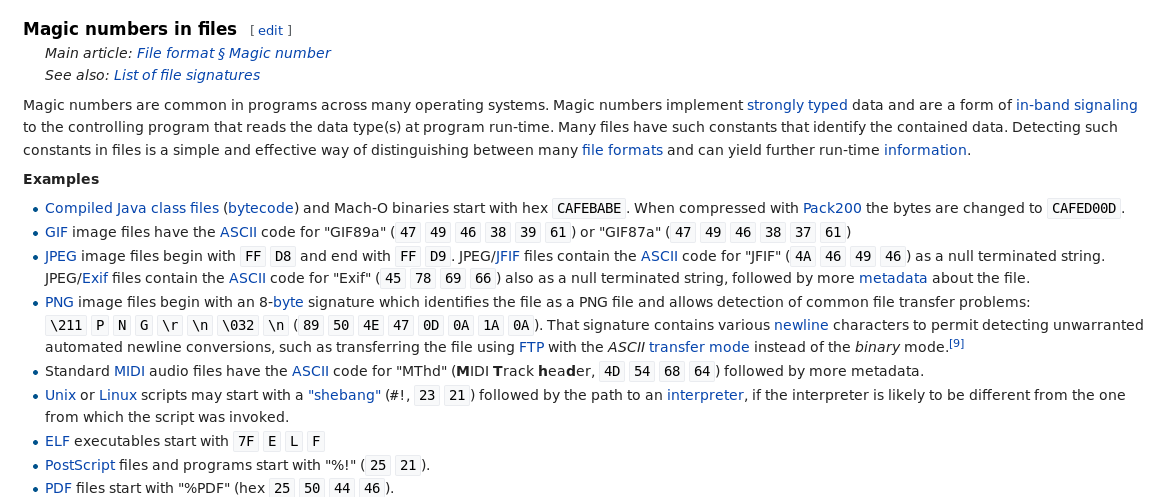 Magic numbers in files [ edit ]
Main article: File format § Magic number
See also: List of file signatures
Magic numbers are common in programs across many operating systems. Magic numbers implement strongly typed data and are a form of in-band signaling
to the controlling program that reads the data type(s) at program run-time. Many files have such constants that identify the contained data. Detecting such
constants in files is a simple and effective way of distinguishing between many file formats and can yield further run-time information.
Examples
• Compiled Java class files (bytecode) and Mach-O binaries start with hex CAFEBABE. When compressed with Pack200 the bytes are changed to CAFED00D.
• GIF image files have the ASCII code for "GIF89a" (47 49 46 38 39 61) or "GIF87a" (47 49 46 38 37 61)
• JPEG image files begin with FF D8 and end with FF D9. JPEG/JFIF files contain the ASCII code for "JFIF" (4A 46 49 46) as a null terminated string.
JPEG/Exif files contain the ASCII code for "Exif" (45 78 69 66) also as a null terminated string, followed by more metadata about the file.
• PNG image files begin with an 8-byte signature which identifies the file as a PNG file and allows detection of common file transfer problems:
\211 P N G \r \n \032 \n (89 50 4E 47 0D 0A 1A 0A). That signature contains various newline characters to permit detecting unwarranted
automated newline conversions, such as transferring the file using FTP with the ASCII transfer mode instead of the binary mode.[9]
• Standard MIDI audio files have the ASCII code for "MThd" (MIDI Track header, 4D 54 68 64) followed by more metadata.
• Unix or Linux scripts may start with a "shebang" (#!, 23 21) followed by the path to an interpreter, if the interpreter is likely to be different from the one
from which the script was invoked.
• ELF executables start with 7F E L F
• PostScript files and programs start with "%!" (25 21).
• PDF files start with "%PDF" (hex 25 50 44 46).